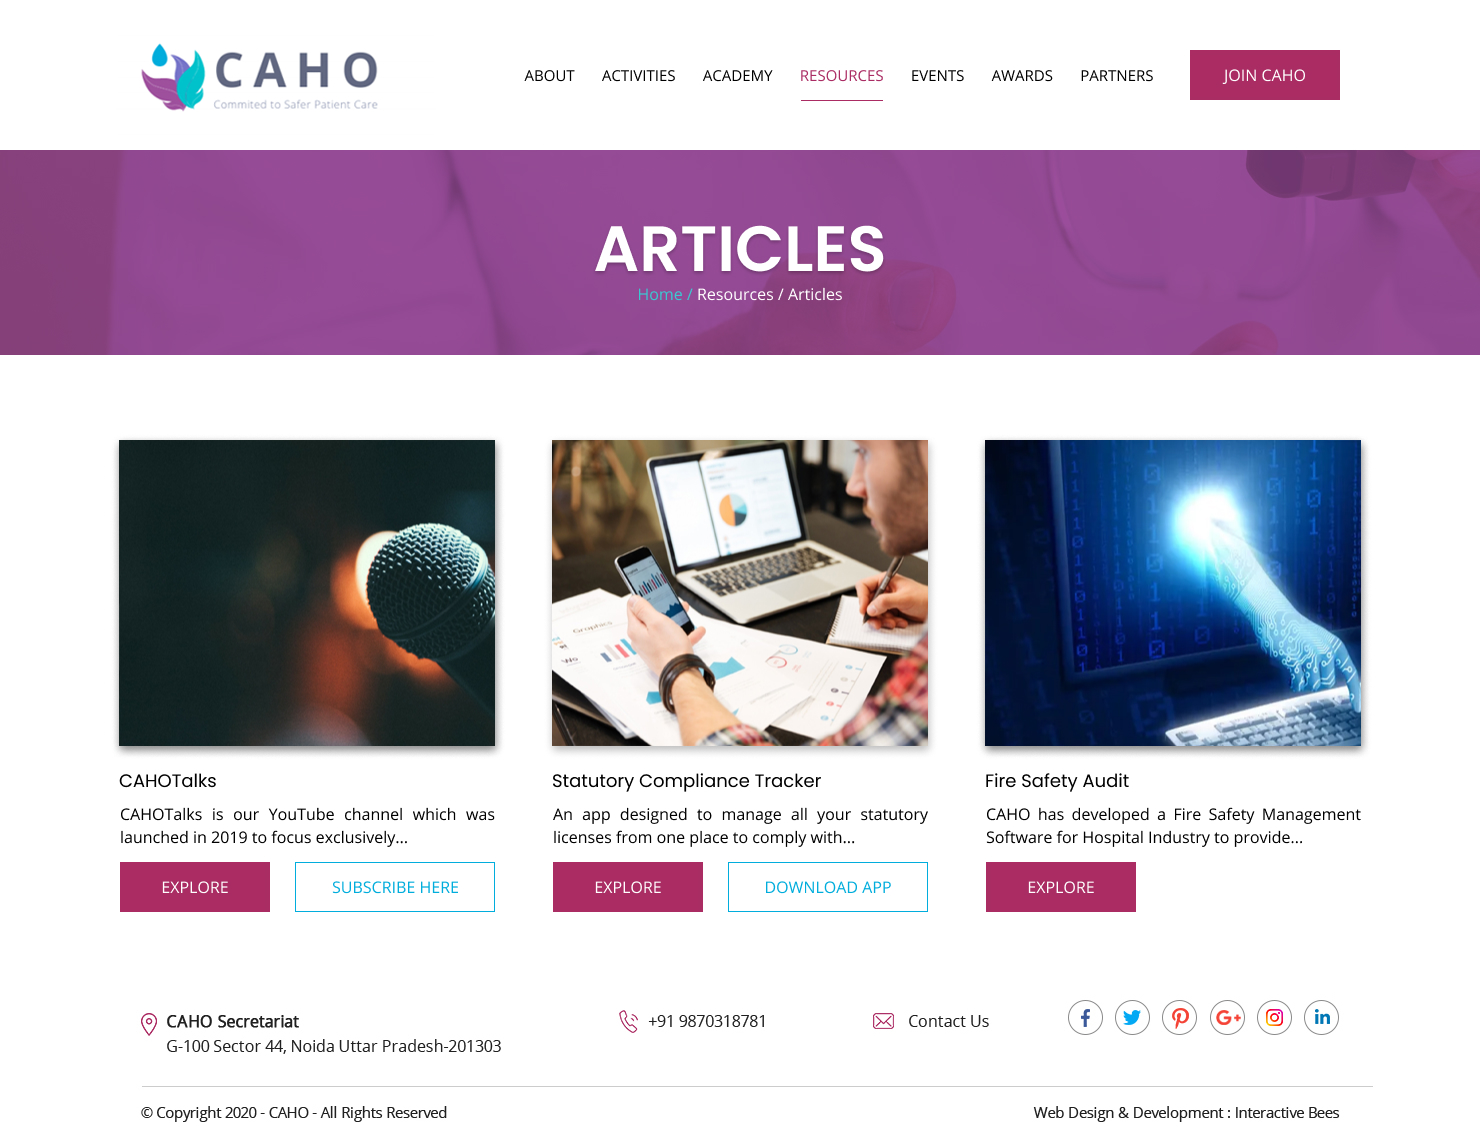 CAHO
Commited to Safer Patient Care
ABOUT ACTIVITIES ACADEMY RESOURCES EVENTS AWARDS PARTNERS JOIN CAHO
ARTICLES
Home / Resources / Articles
Graphics
Wo
CAHOTalks
CAHOTalks is our YouTube channel which was
launched in 2019 to focus exclusively...
EXPLORE SUBSCRIBE HERE
Statutory Compliance Tracker
An app designed to manage all your statutory
licenses from one place to comply with...
EXPLORE DOWNLOAD APP
Fire Safety Audit
CAHO has developed a Fire Safety Management
Software for Hospital Industry to provide...
EXPLORE
CAHO Secretariat
G-100 Sector 44, Noida Uttar Pradesh-201303
+91 9870318781
Contact Us
© Copyright 2020 - CAHO - All Rights Reserved
Web Design & Development : Interactive Bees